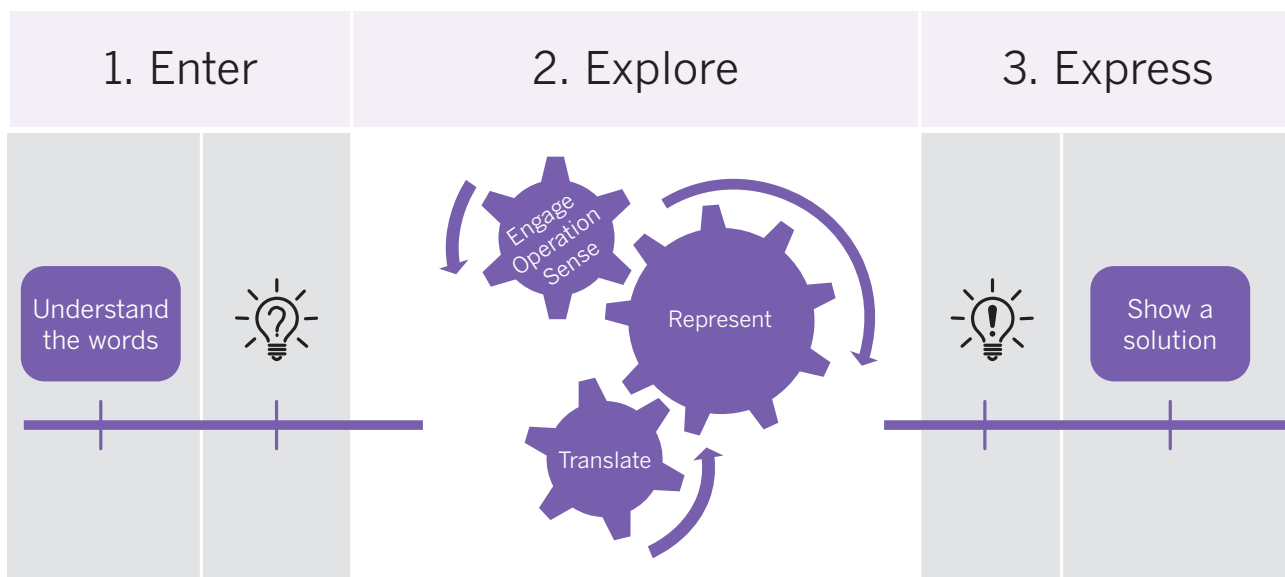 1. Enter
2. Explore
3. Express
Understand
the words
?
Engage
Operation
Sense
Represent
Translate
!
Show a
solution